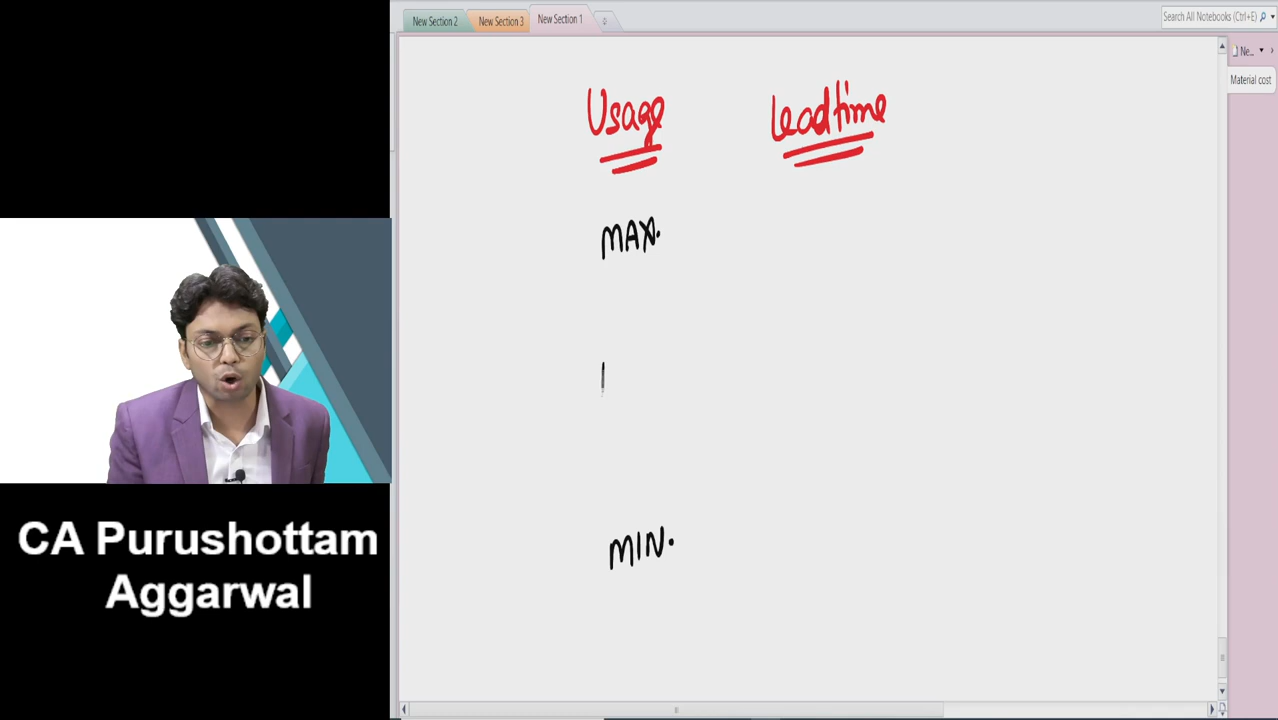 New Section 2 New Section 3 New Section 1
Search All Notebooks (Ctrl+E)
Ne...
Material cost
Usage Leadtime
MAX.
MIN.
CA Purushottam
Aggarwal